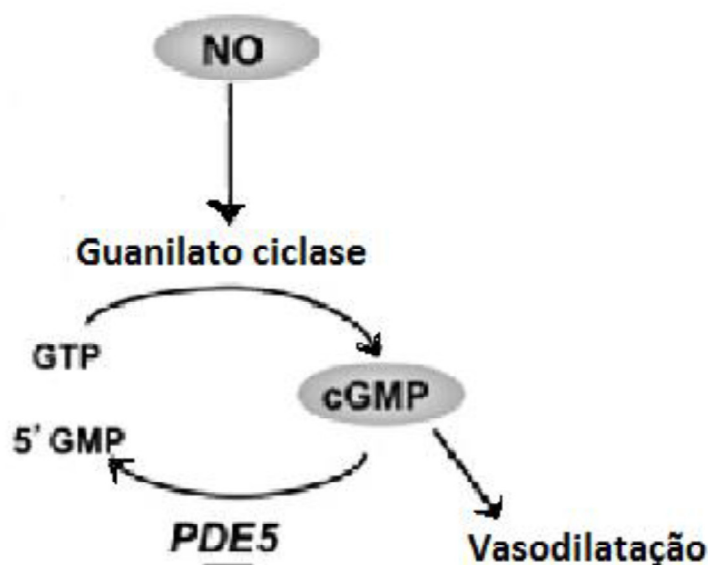 NO
Guanilato ciclase
GTP
cGMP
5' GMP
PDE5
Vasodilatação